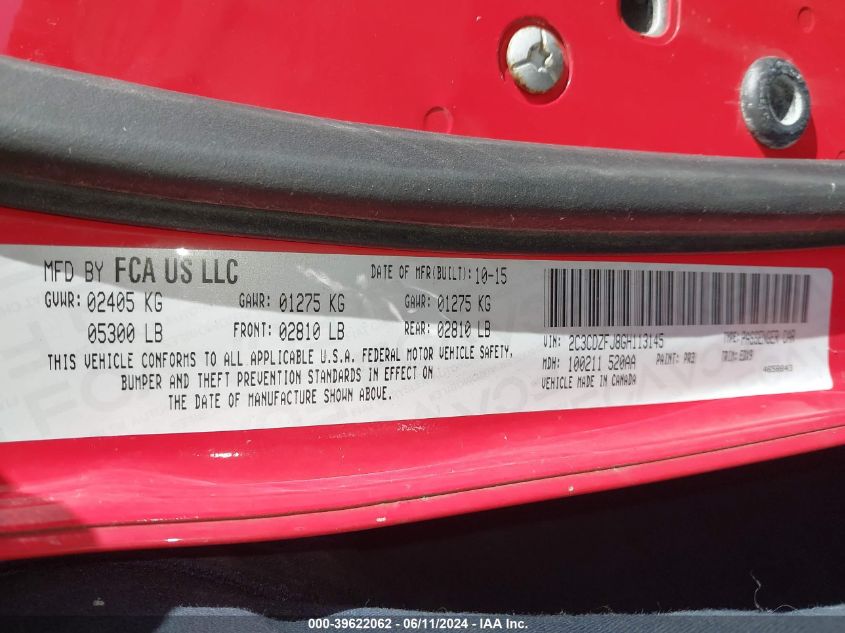 MFD BY FCA US LLC
DATE OF MFR(BUILT): 10-15
GVWR: 02405 KG GAWR: 01275 KG GAWR: 01275 KG
05300 LB FRONT: 02810 LB REAR: 02810 LB
THIS VEHICLE CONFORMS TO ALL APPLICABLE U.S.A. FEDERAL MOTOR VEHICLE SAFETY,
BUMPER AND THEFT PREVENTION STANDARDS IN EFFECT ON
THE DATE OF MANUFACTURE SHOWN ABOVE.
VIN: 2C3CDZFJ8GH113145 TYPE: PASSENGER CAR
MDH: 100211 520AA PAINT: PR3 TRIM: EDX9
VEHICLE MADE IN CANADA
000-39622062 - 06/11/2024 - IAA Inc.